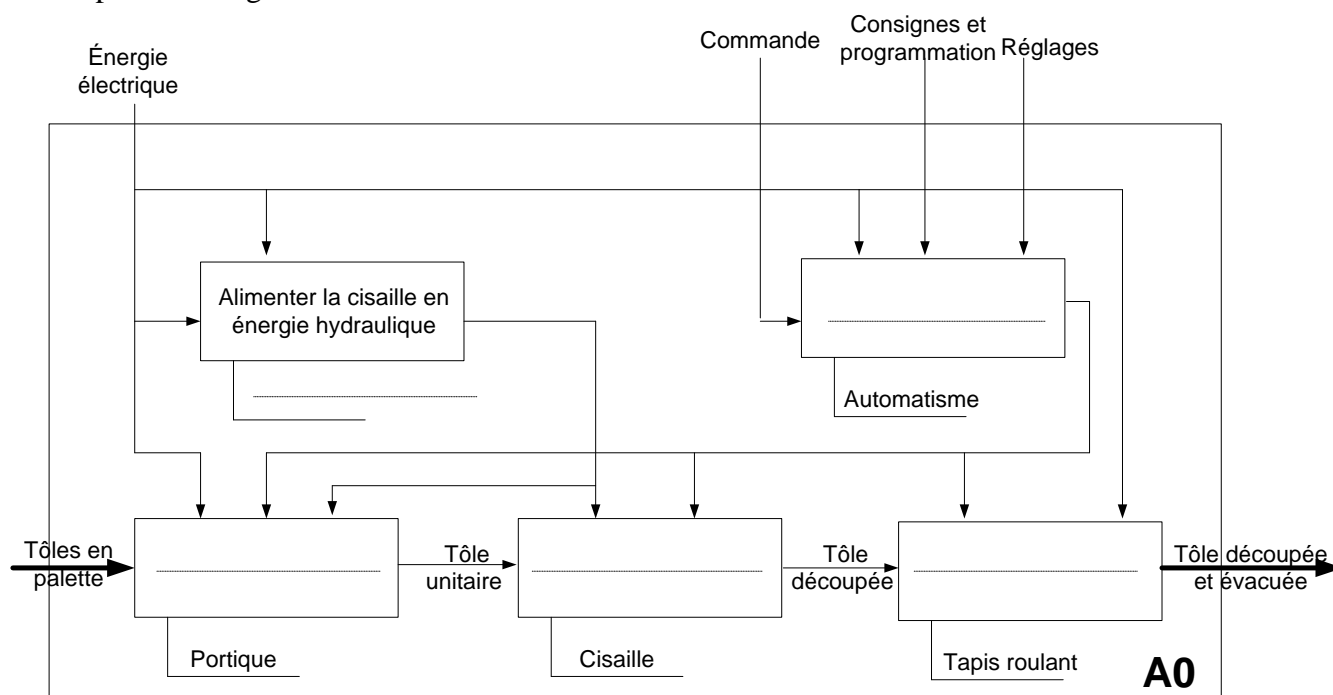 Énergie
électrique
Commande
Consignes et
programmation
Réglages
Alimenter la cisaille en
énergie hydraulique
Automatisme
Tôles en
palette
Tôle
unitaire
Tôle
découpée
Tôle découpée
et évacuée
Portique
Cisaille
Tapis roulant
A0